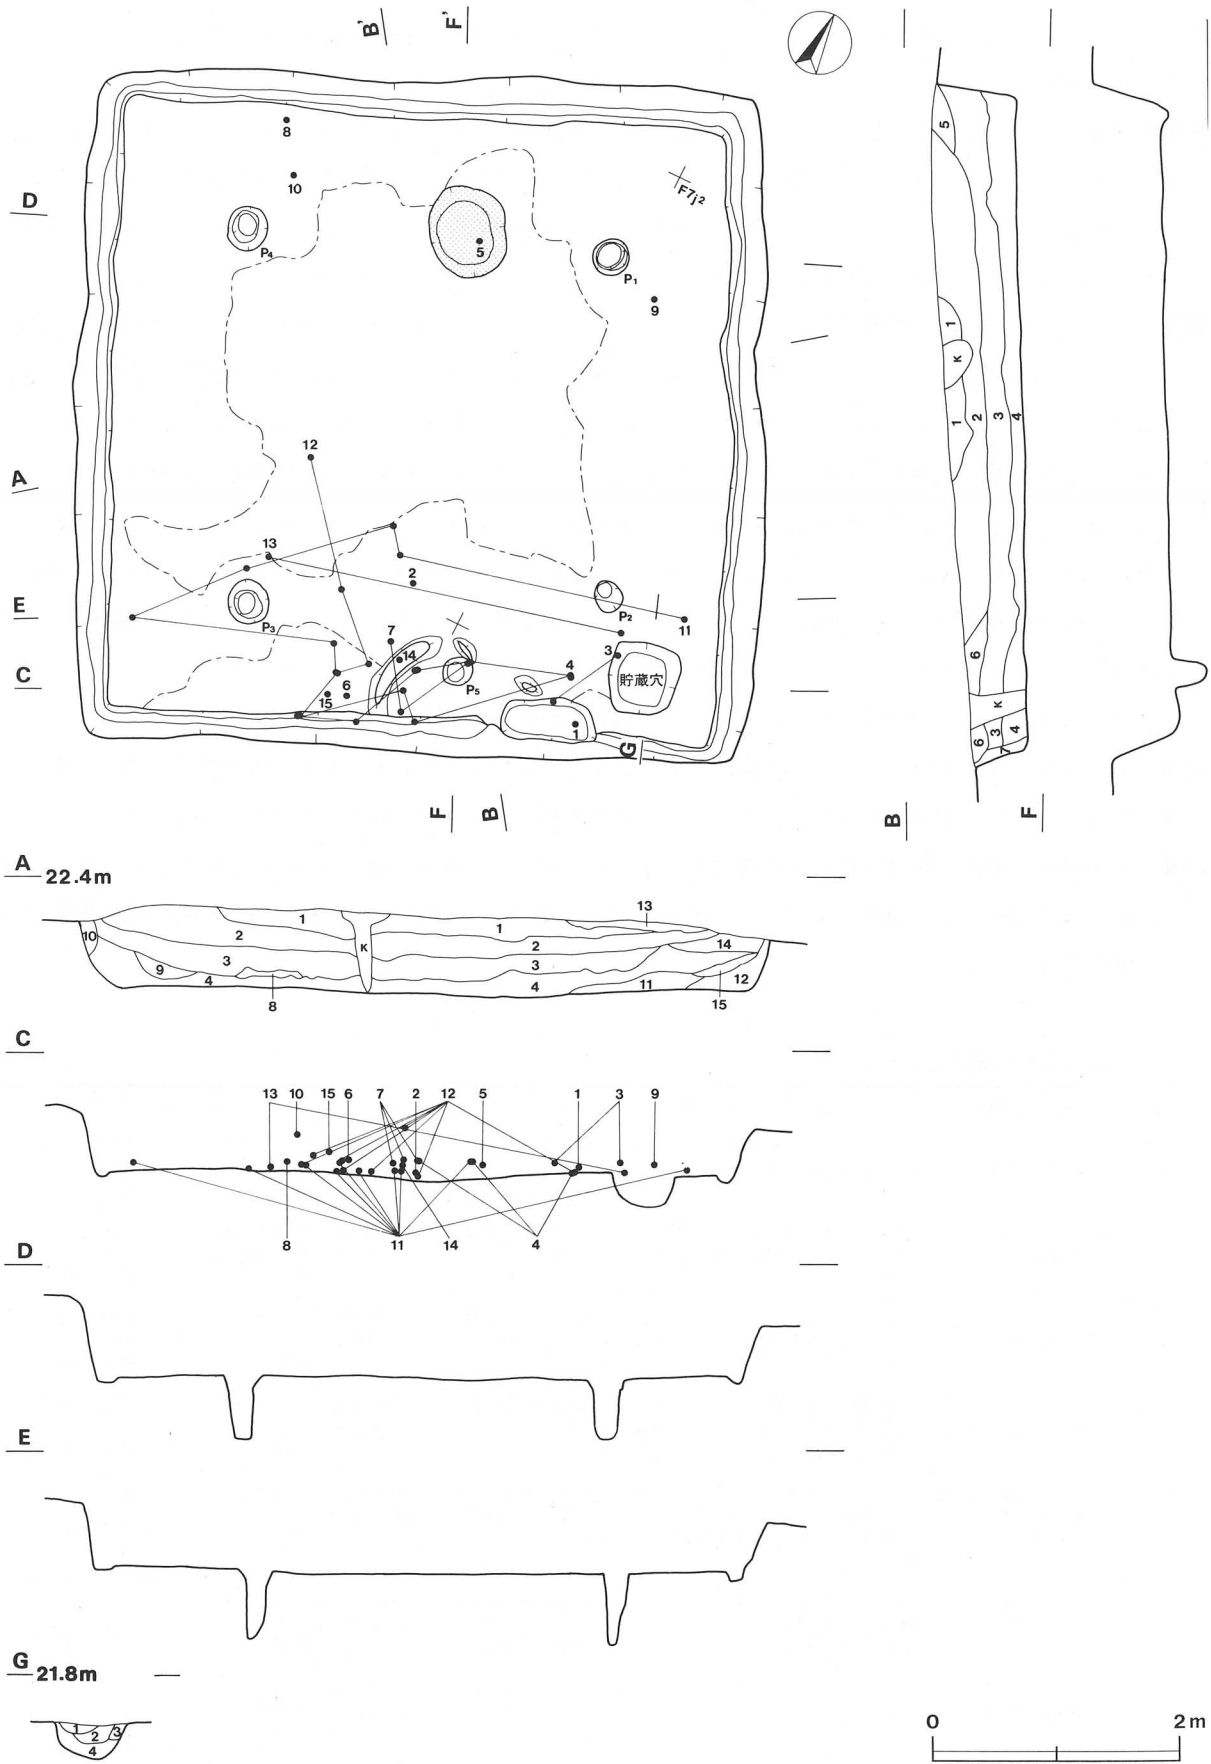 B' F'
8
10
F7j2
D
P4
5
P1
9
5
1
K
1 2 3 4
12
A
13
2
E
P3
P2
11
7
14
3
4
貯蔵穴
C
15 6
P5
1
G
6
K
6 3 4
7
F B
B F
A 22.4m
13
10 1 K 1
2 2 14
3 3
9 4 8 4 11 15 12
C
13 10 15 6 7 2 12 5 1 3 9
8 11 14 4
D
E
G 21.8m
1 2 3
4
0 2m